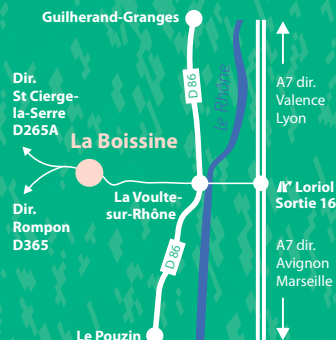 Guilherand-Granges
D 86
le Rhône
Dir.
St Cierge-
la-Serre
D265A
A7 dir.
Valence
Lyon
La Boissine
La Voulte-
sur-Rhône
A7 Loriol
Sortie 16
Dir.
Rompon
D365
D 86
A7 dir.
Avignon
Marseille
Le Pouzin